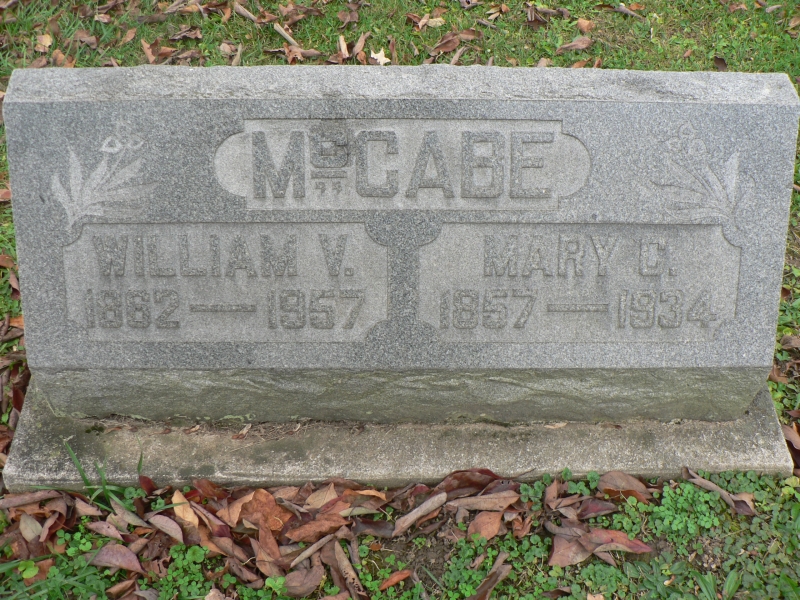 McCABE
WILLIAM V.
1862 — 1957
MARY C.
1857 — 1934